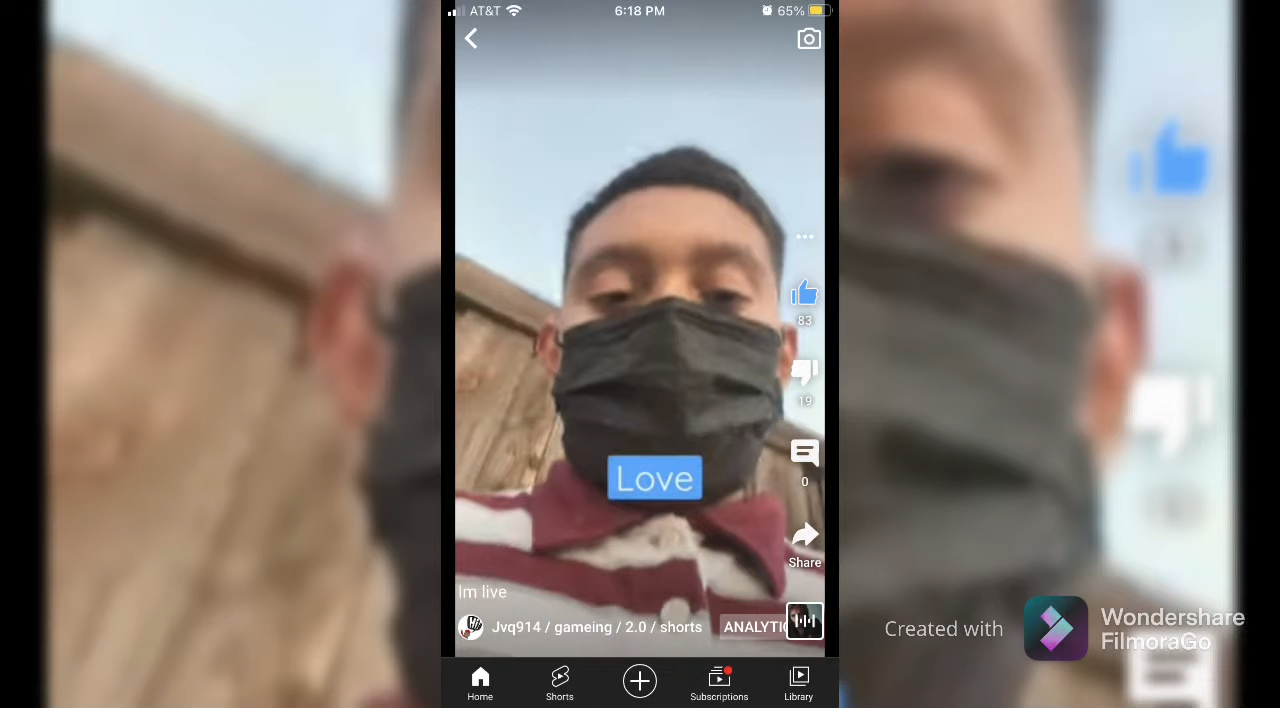 AT&T
6:18 PM
65%
83
Love
19
0
Share
Im live
Jvq914 / gameing / 2.0 / shorts
ANALYTI
Home
Shorts
Subscriptions
Library
Created with
Wondershare
FilmoraGo